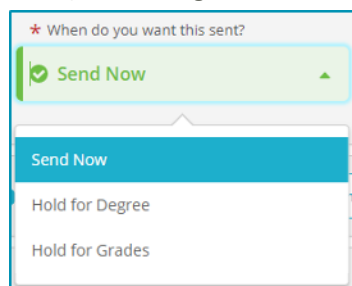 * When do you want this sent?
Send Now
Send Now
Hold for Degree
Hold for Grades